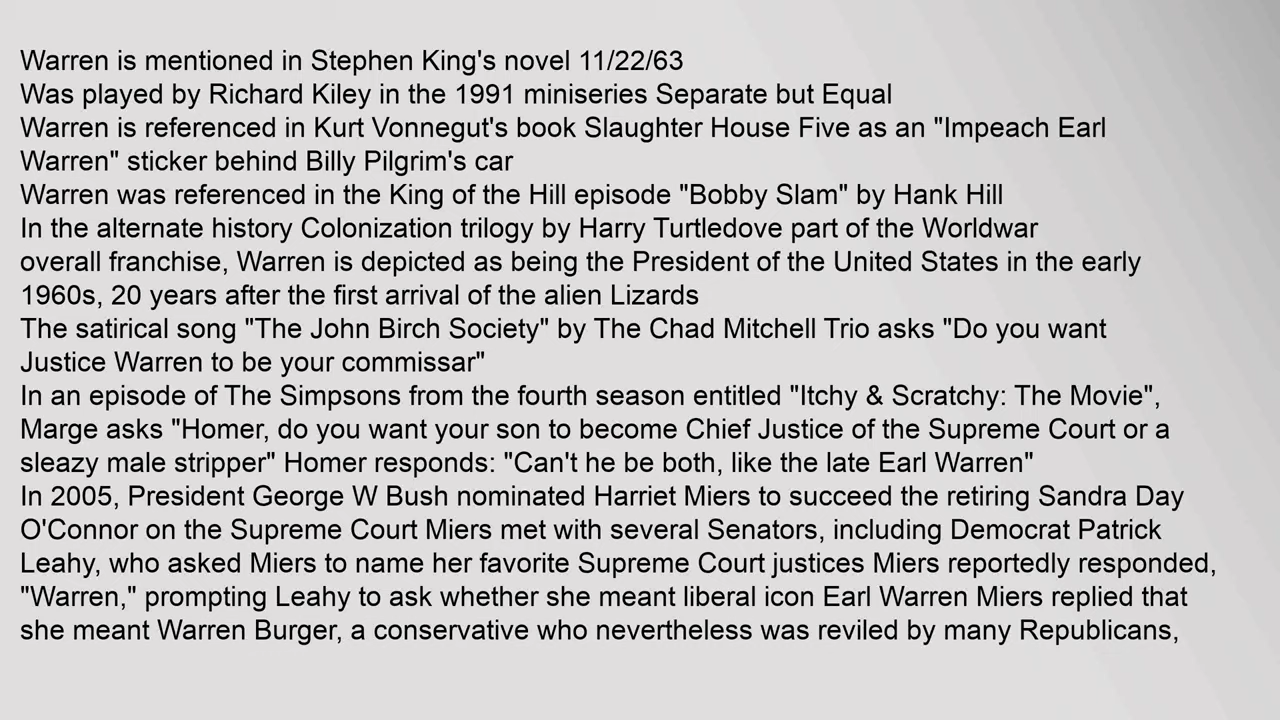 Warren is mentioned in Stephen King's novel 11/22/63
Was played by Richard Kiley in the 1991 miniseries Separate but Equal
Warren is referenced in Kurt Vonnegut's book Slaughter House Five as an "Impeach Earl
Warren" sticker behind Billy Pilgrim's car
Warren was referenced in the King of the Hill episode "Bobby Slam" by Hank Hill
In the alternate history Colonization trilogy by Harry Turtledove part of the Worldwar
overall franchise, Warren is depicted as being the President of the United States in the early
1960s, 20 years after the first arrival of the alien Lizards
The satirical song "The John Birch Society" by The Chad Mitchell Trio asks "Do you want
Justice Warren to be your commissar"
In an episode of The Simpsons from the fourth season entitled "Itchy & Scratchy: The Movie",
Marge asks "Homer, do you want your son to become Chief Justice of the Supreme Court or a
sleazy male stripper" Homer responds: "Can't he be both, like the late Earl Warren"
In 2005, President George W Bush nominated Harriet Miers to succeed the retiring Sandra Day
O'Connor on the Supreme Court Miers met with several Senators, including Democrat Patrick
Leahy, who asked Miers to name her favorite Supreme Court justices Miers reportedly responded,
"Warren," prompting Leahy to ask whether she meant liberal icon Earl Warren Miers replied that
she meant Warren Burger, a conservative who nevertheless was reviled by many Republicans,